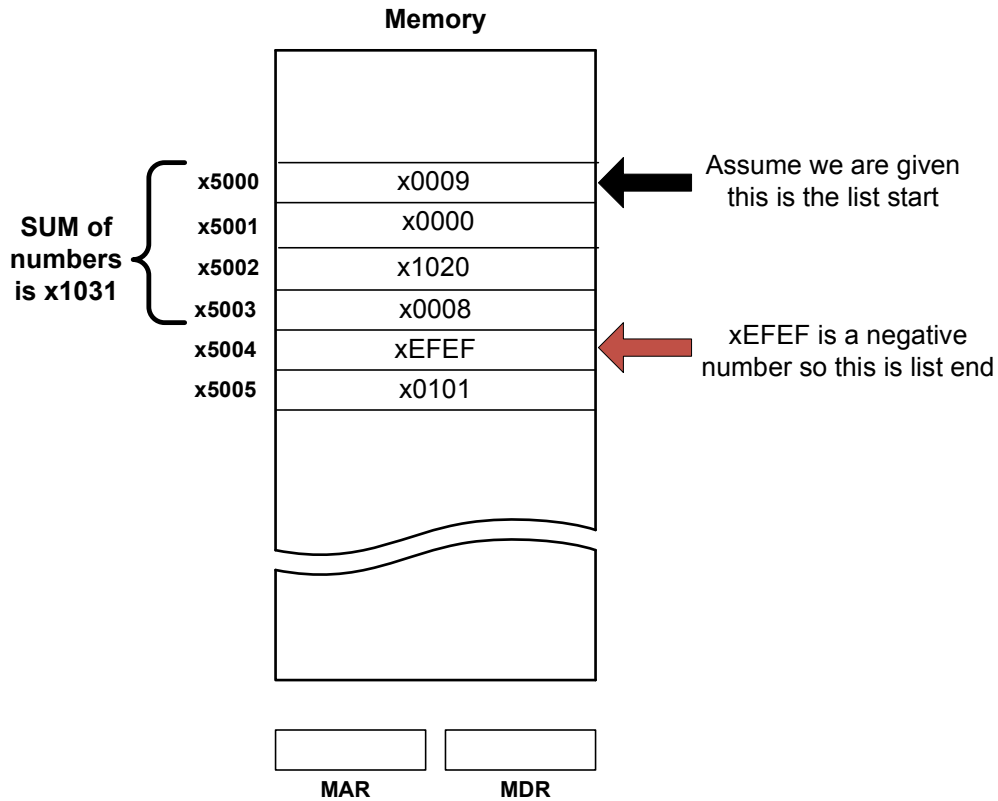 Memory
x5000
x0009
Assume we are given
this is the list start
x5001
x0000
SUM of
numbers
is x1031
x5002
x1020
x5003
x0008
x5004
xEFEF
xEFEF is a negative
number so this is list end
x5005
x0101
MAR
MDR